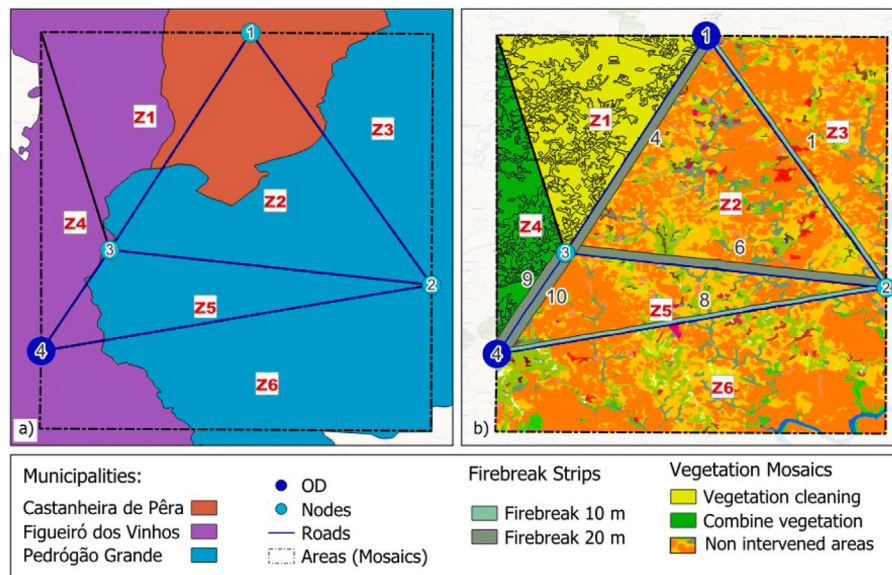 1
Z1
Z3
Z2
Z4
3
2
Z5
4
Z6
a)
1
Z1
4
1
Z3
Z2
Z4
3
6
9
2
10
Z5
8
4
Z6
b)
Municipalities:
Castanheira de Pêra
Figueiró dos Vinhos
Pedrógão Grande
OD
Nodes
Roads
Areas (Mosaics)
Firebreak Strips
Firebreak 10 m
Firebreak 20 m
Vegetation Mosaics
Vegetation cleaning
Combine vegetation
Non intervened areas